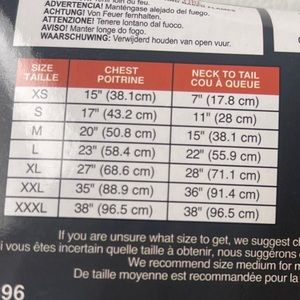 ADVERTENCIA! Manténgase alejado del fuego.
ACHTUNG! Von Feuer fernhalten.
ATTENZIONE! Tenere lontano dal fuoco.
AVISO! Manter longe do fogo.
WAARSCHUWING! Verwijderd houden van open vuur.
SIZE CHEST NECK TO TAIL
TAILLE POITRINE COU À QUEUE
XS 15" (38.1cm) 7" (17.8 cm)
S 17" (43.2 cm) 11" (28 cm)
M 20" (50.8 cm) 15" (38.1 cm)
L 23" (58.4 cm) 22" (55.9 cm)
XL 27" (68.6 cm) 28" (71.1 cm)
XXL 35" (88.9 cm) 36" (91.4 cm)
XXXL 38" (96.5 cm) 38" (96.5 cm)
If you are unsure what size to get, we suggest
i vous êtes incertain quelle taille à obtenir, nous suggérons
We recommend size medium for
De taille moyenne est recommandée pour la
96